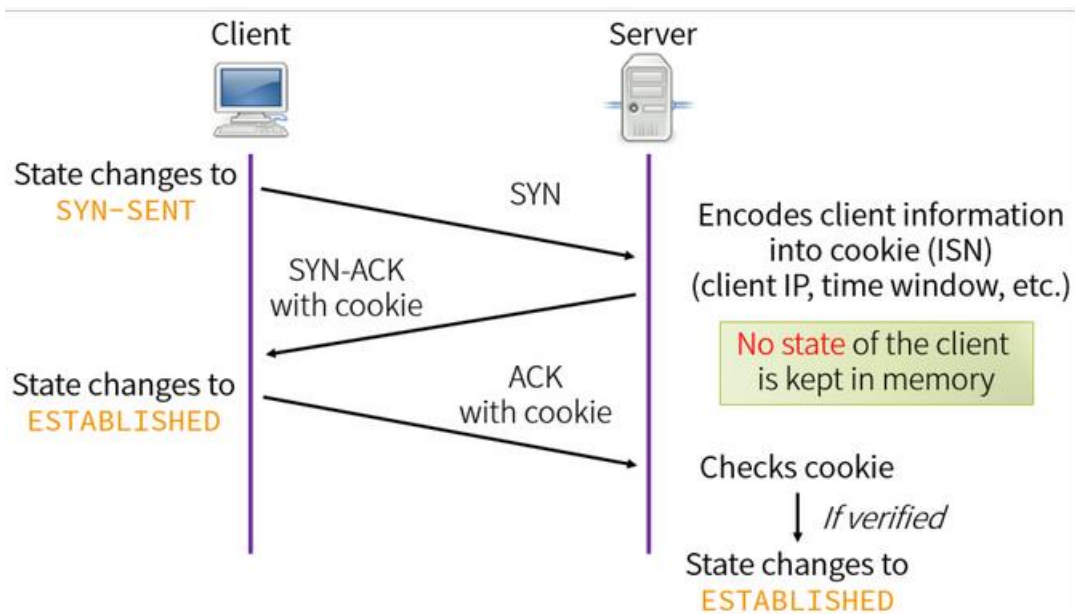 Client
Server
State changes to
SYN-SENT
SYN
Encodes client information
into cookie (ISN)
(client IP, time window, etc.)
SYN-ACK
with cookie
No state of the client
is kept in memory
State changes to
ESTABLISHED
ACK
with cookie
Checks cookie
If verified
State changes to
ESTABLISHED